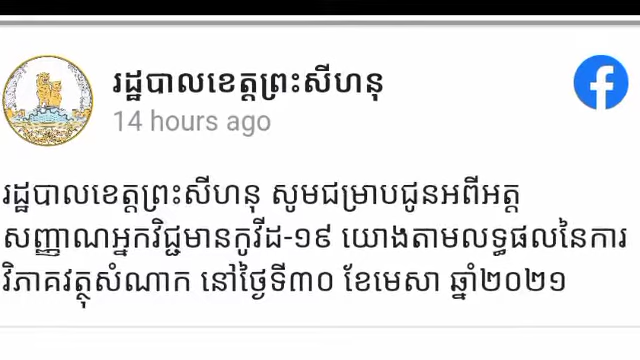 រដ្ឋបាលខេត្តព្រះសីហនុ
14 hours ago
រដ្ឋបាលខេត្តព្រះសីហនុ សូមជម្រាបជូនអពីអត្ត
សញ្ញាណអ្នកវិជ្ជមានកូវីដ-១៩ យោងតាមលទ្ធផលនៃការ
វិភាគវត្ថុសំណាក នៅថ្ងៃទី៣០ ខែមេសា ឆ្នាំ២០២១